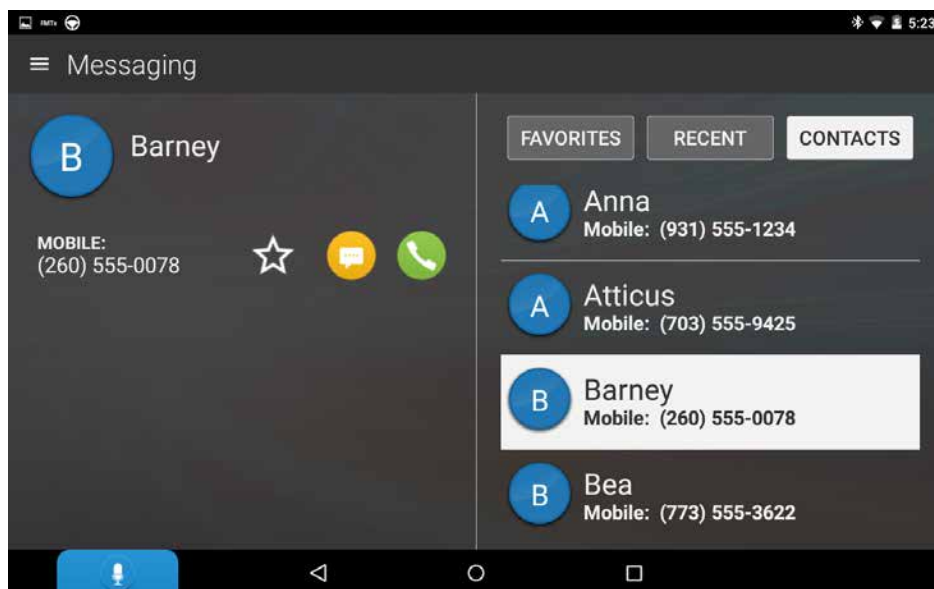 FMTx
5:23
Messaging
B
Barney
MOBILE:
(260) 555-0078
FAVORITES
RECENT
CONTACTS
A
Anna
Mobile: (931) 555-1234
A
Atticus
Mobile: (703) 555-9425
B
Barney
Mobile: (260) 555-0078
B
Bea
Mobile: (773) 555-3622